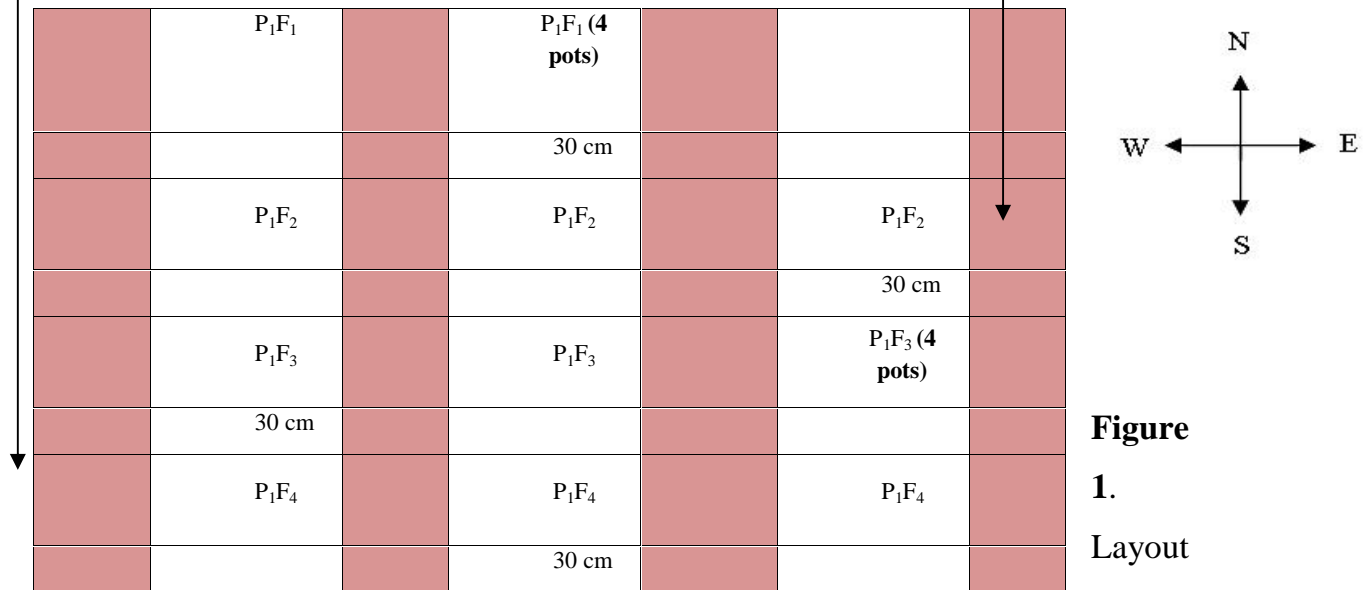 P₁F₁ P₁F₁ (4
pots)
30 cm
P₁F₂ P₁F₂ P₁F₂
30 cm
P₁F₃ P₁F₃ P₁F₃ (4
pots)
30 cm
P₁F₄ P₁F₄ P₁F₄
30 cm
N
W E
S
Figure
1.
Layout